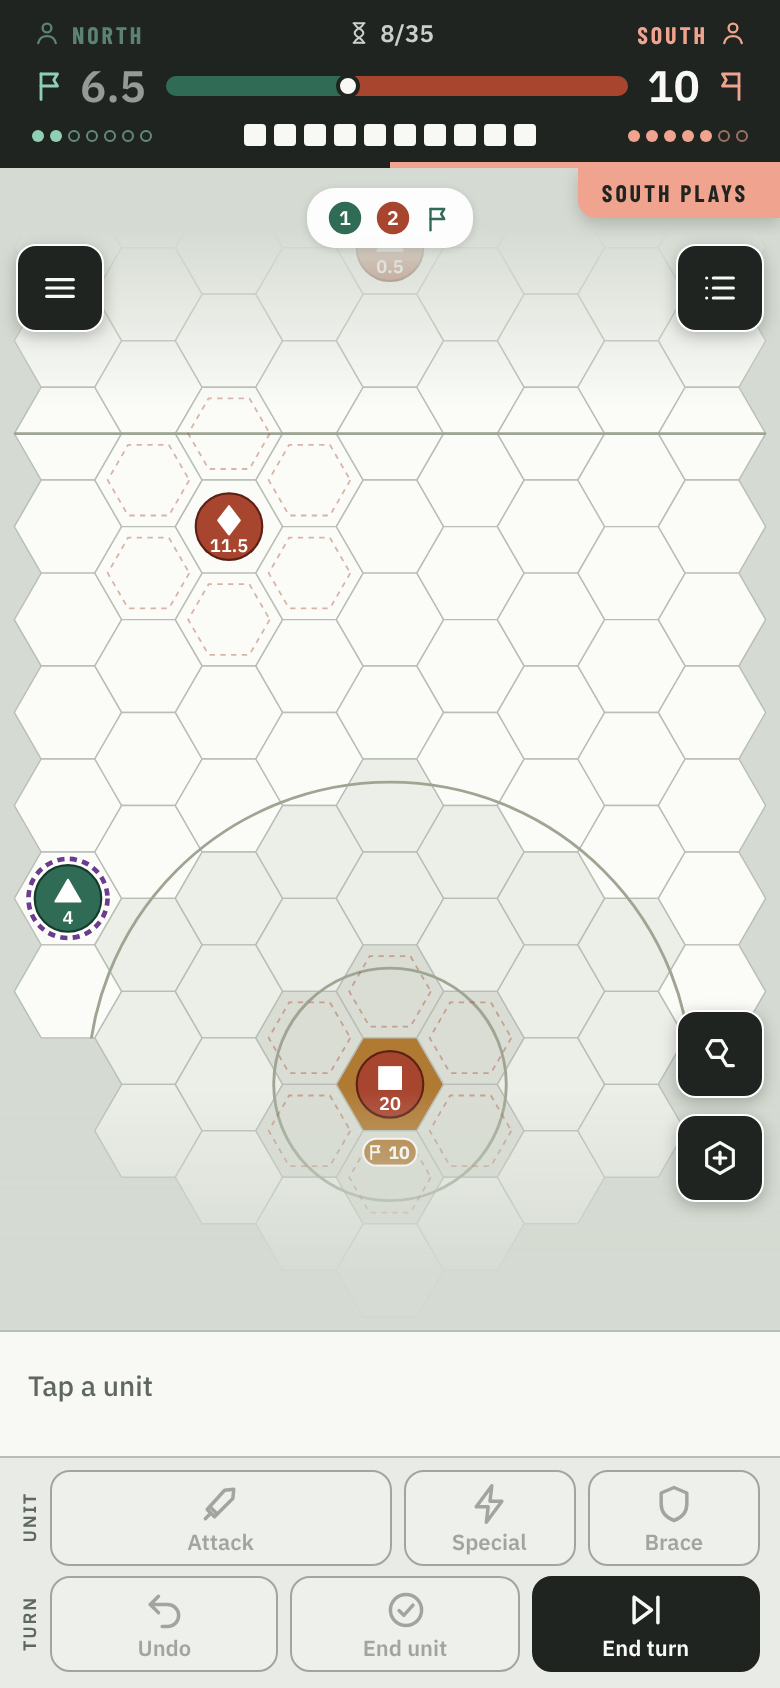 NORTH
8/35
SOUTH
6.5
10
SOUTH PLAYS
1 2
0.5
11.5
4
20
10
Tap a unit
UNIT
Attack
Special
Brace
TURN
Undo
End unit
End turn